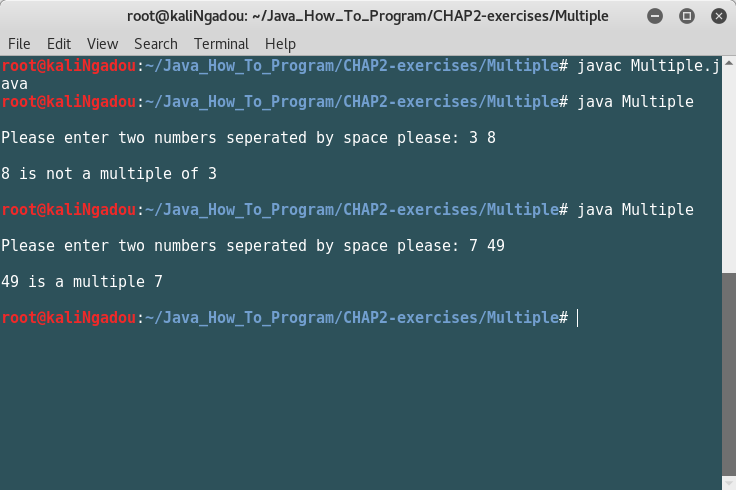 root@kaliNgadou: ~/Java_How_To_Program/CHAP2-exercises/Multiple
File Edit View Search Terminal Help
root@kaliNgadou:~/Java_How_To_Program/CHAP2-exercises/Multiple# javac Multiple.j
ava
root@kaliNgadou:~/Java_How_To_Program/CHAP2-exercises/Multiple# java Multiple
Please enter two numbers seperated by space please: 3 8
8 is not a multiple of 3
root@kaliNgadou:~/Java_How_To_Program/CHAP2-exercises/Multiple# java Multiple
Please enter two numbers seperated by space please: 7 49
49 is a multiple 7
root@kaliNgadou:~/Java_How_To_Program/CHAP2-exercises/Multiple#